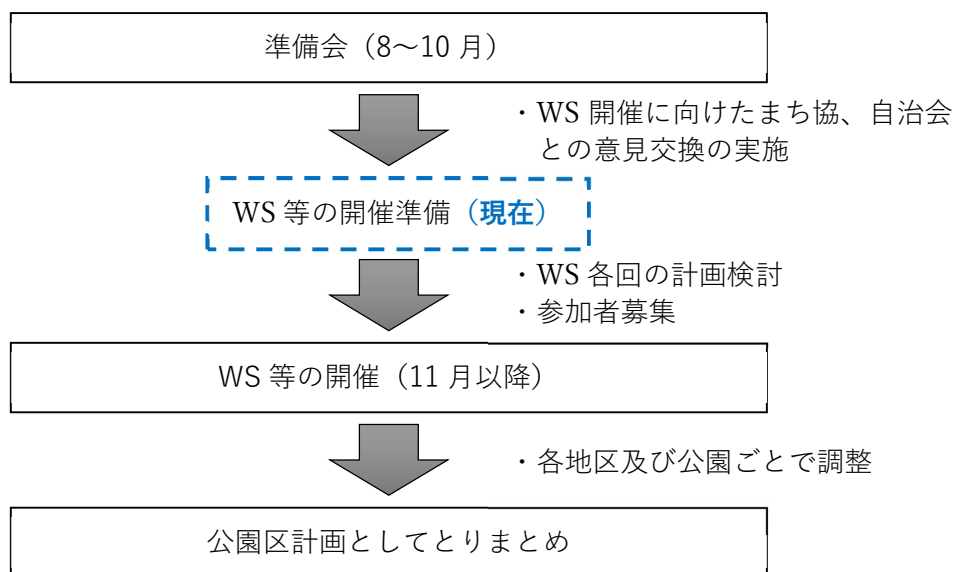 準備会（8～10 月）
・WS 開催に向けたまち協、自治会
との意見交換の実施
WS 等の開催準備（現在）
・WS 各回の計画検討
・参加者募集
WS 等の開催（11 月以降）
・各地区及び公園ごとで調整
公園区計画としてとりまとめ